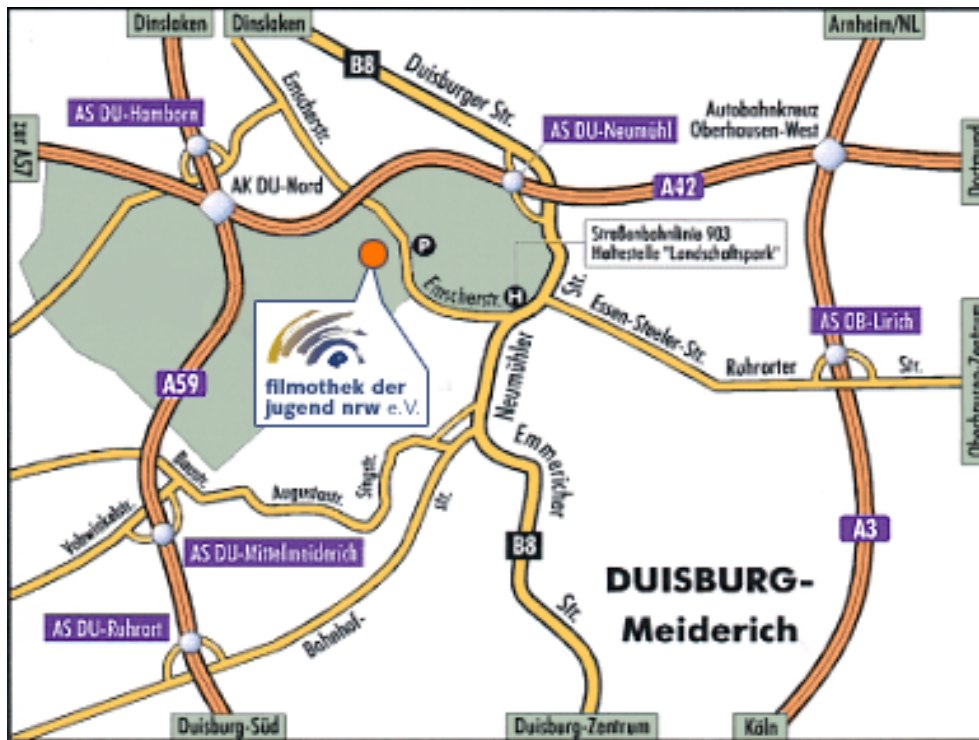 Dinslaken
Dinslaken
Arnheim/NL
B8
Duisburger Str.
Emscherstr.
AS DU-Hamborn
AS DU-Neumühl
Autobahnkreuz
Oberhausen-West
zur A57
AK DU-Nord
A42
Dortmund
P
Straßenbahnlinie 903
Haltestelle "Landschaftspark"
Emscherstr.
H
Str.
Essen-Steeler-Str.
AS OB-Lirich
Ruhrorter
Str.
Oberhausen-Zentrum
filmothek der
jugend nrw e.V.
A59
Neumühler
Emmericher
Singstr.
Baustr.
Augustastr.
str.
Vohwinkelstr.
AS DU-Mittelmeiderich
B8
A3
DUISBURG-
Meiderich
Str.
AS DU-Ruhrort
Bahnhof-
Duisburg-Süd
Duisburg-Zentrum
Köln